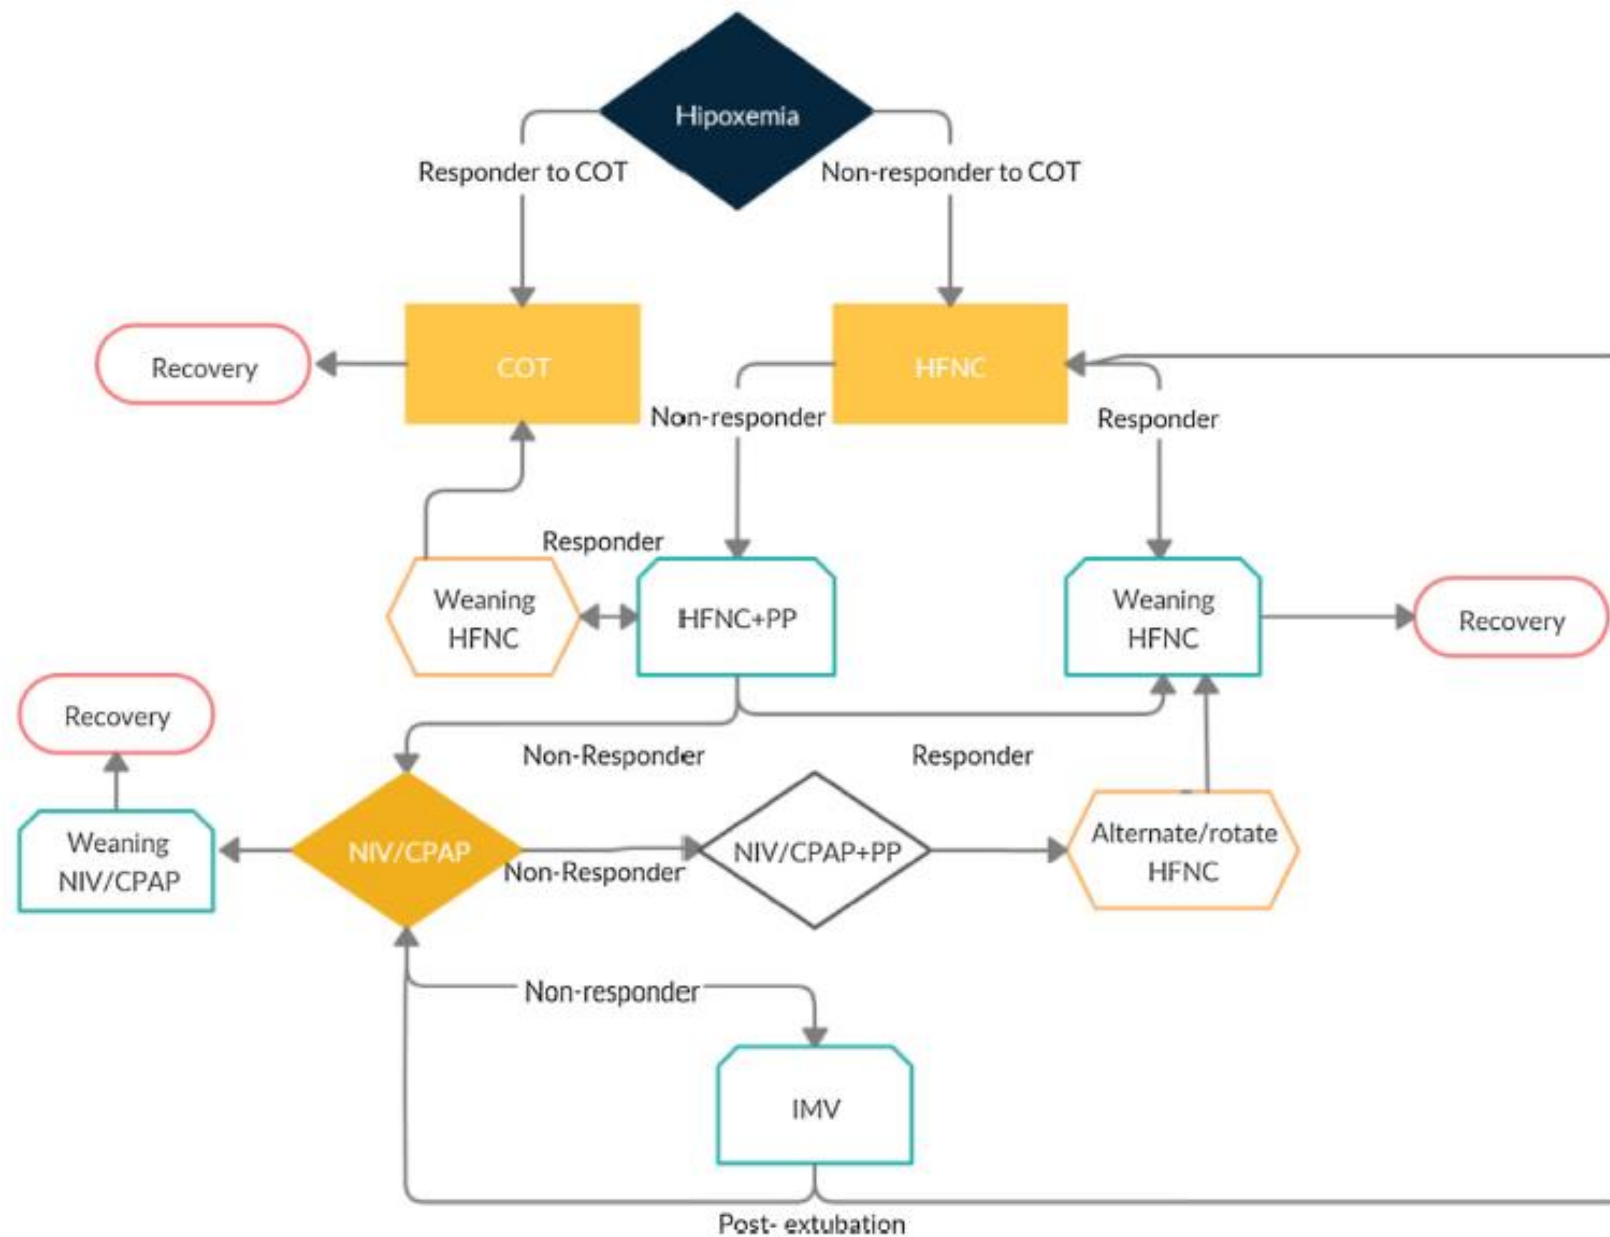 Hipoxemia
Responder to COT
Non-responder to COT
Recovery
COT
HFNC
Non-responder
Responder
Responder
Weaning
HFNC
HFNC+PP
Weaning
HFNC
Recovery
Recovery
Non-Responder
Responder
Weaning
NIV/CPAP
NIV/CPAP
Non-Responder
NIV/CPAP+PP
Alternate/rotate
HFNC
Non-responder
IMV
Post- extubation